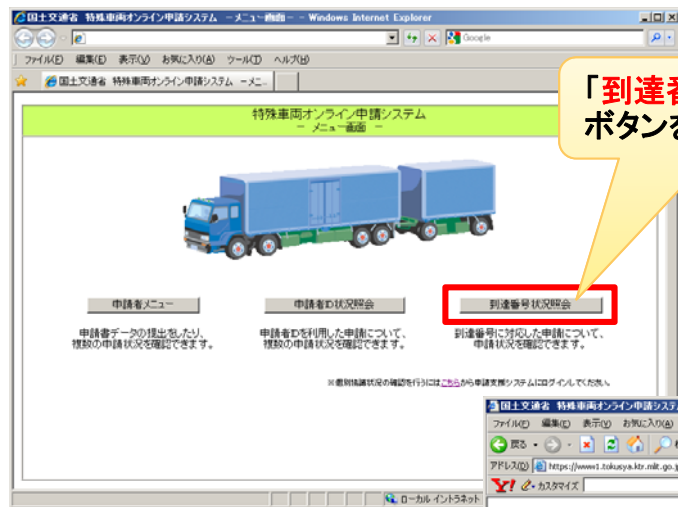 国土交通省 特殊車両オンライン申請システム -メニュー画面- - Windows Internet Explorer
Google
ファイル(F) 編集(E) 表示(V) お気に入り(A) ツール(T) ヘルプ(H)
国土交通省 特殊車両オンライン申請システム -メニ...
「到達番
ボタンを
特殊車両オンライン申請システム
- メニュー画面 -
申請者メニュー
申請者ID状況照会
到達番号状況照会
申請書データの提出をしたり、
複数の申請状況を確認できます。
申請者IDを利用した申請について、
複数の申請状況を確認できます。
到達番号に対応した申請について、
申請状況を確認できます。
※個別協議状況の確認を行うにはこちらから申請支援システムにログインしてください。
国土交通省 特殊車両オンライン申請システ
ファイル(F) 編集(E) 表示(V) お気に入り(A)
戻る
アドレス(D) https://www1.tokusya.ktr.mlit.go.j
Y! カスタマイズ
ローカル イントラネット